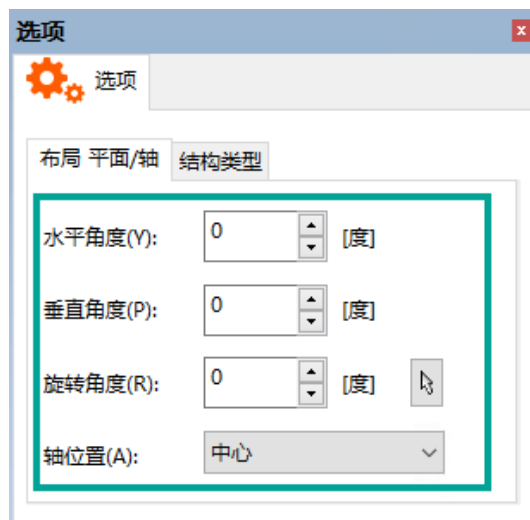 选项
选项
布局 平面/轴 结构类型
水平角度(Y): 0 [度]
垂直角度(P): 0 [度]
旋转角度(R): 0 [度]
轴位置(A): 中心